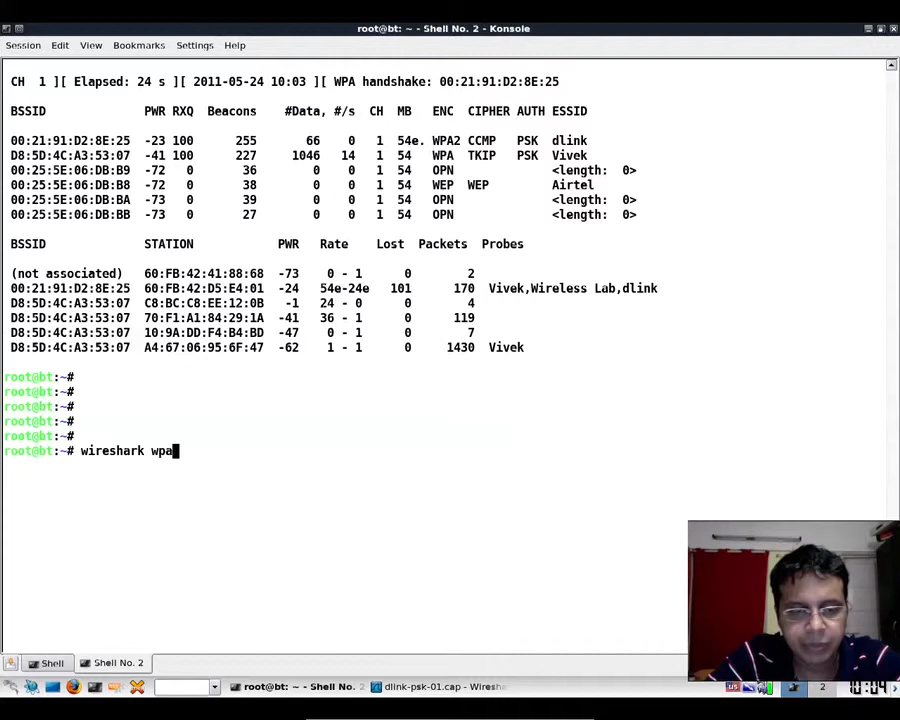 root@bt: ~ - Shell No. 2 - Konsole
Session Edit View Bookmarks Settings Help
CH 1 ][ Elapsed: 24 s ][ 2011-05-24 10:03 ][ WPA handshake: 00:21:91:D2:8E:25
BSSID PWR RXQ Beacons #Data, #/s CH MB ENC CIPHER AUTH ESSID
00:21:91:D2:8E:25 -23 100 255 66 0 1 54e. WPA2 CCMP PSK dlink
D8:5D:4C:A3:53:07 -41 100 227 1046 14 1 54 WPA TKIP PSK Vivek
00:25:5E:06:DB:B9 -72 0 36 0 0 1 54 OPN <length: 0>
00:25:5E:06:DB:B8 -72 0 38 0 0 1 54 WEP WEP Airtel
00:25:5E:06:DB:BA -73 0 39 0 0 1 54 OPN <length: 0>
00:25:5E:06:DB:BB -73 0 27 0 0 1 54 OPN <length: 0>
BSSID STATION PWR Rate Lost Packets Probes
(not associated) 60:FB:42:41:88:68 -73 0 - 1 0 2
00:21:91:D2:8E:25 60:FB:42:D5:E4:01 -24 54e-24e 101 170 Vivek,Wireless Lab,dlink
D8:5D:4C:A3:53:07 C8:BC:C8:EE:12:0B -1 24 - 0 0 4
D8:5D:4C:A3:53:07 70:F1:A1:84:29:1A -41 36 - 1 0 119
D8:5D:4C:A3:53:07 10:9A:DD:F4:B4:BD -47 0 - 1 0 7
D8:5D:4C:A3:53:07 A4:67:06:95:6F:47 -62 1 - 1 0 1430 Vivek
root@bt:~#
root@bt:~#
root@bt:~#
root@bt:~#
root@bt:~#
root@bt:~# wireshark wpa
Shell Shell No. 2
root@bt: ~ - Shell No. 2 dlink-psk-01.cap - Wiresh 2 10:04